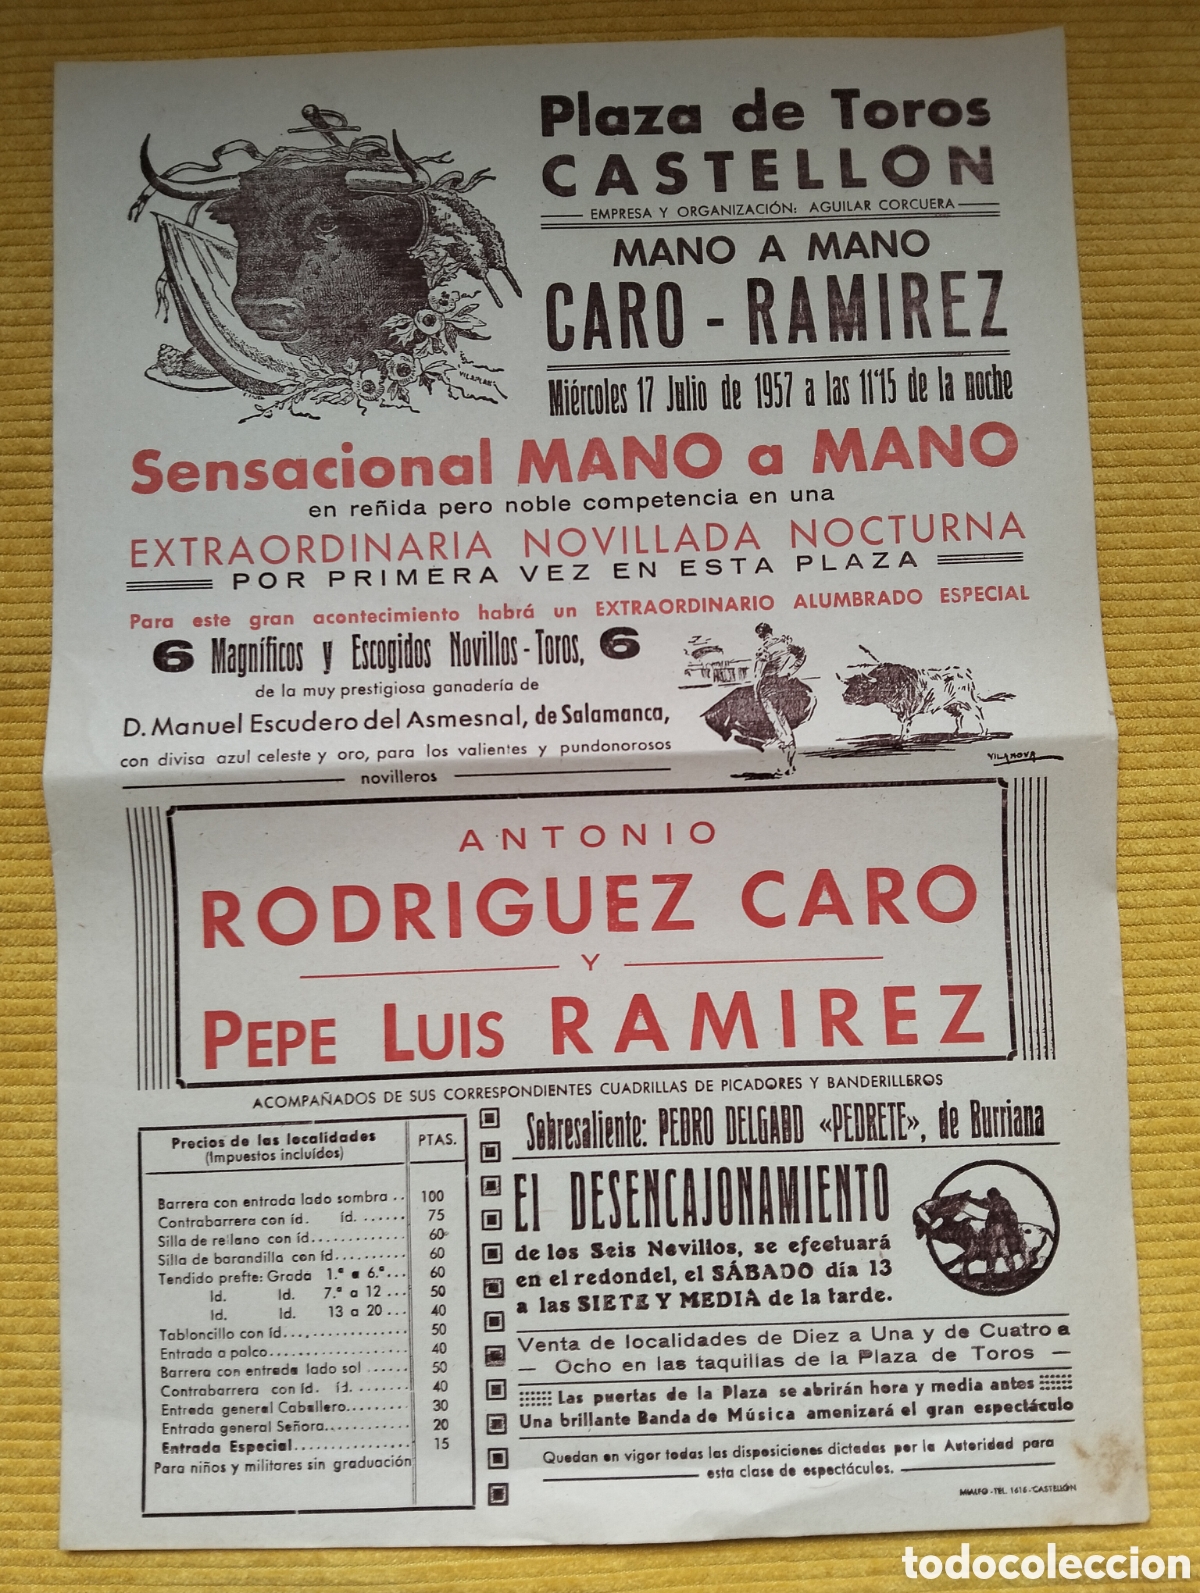 Plaza de Toros
CASTELLON
EMPRESA Y ORGANIZACIÓN: AGUILAR CORCUERA
MANO A MANO
CARO - RAMIREZ
Miércoles 17 Julio de 1957 a las 11'15 de la noche
VILAPLANA
Sensacional MANO a MANO
en reñida pero noble competencia en una
EXTRAORDINARIA NOVILLADA NOCTURNA
POR PRIMERA VEZ EN ESTA PLAZA
Para este gran acontecimiento habrá un EXTRAORDINARIO ALUMBRADO ESPECIAL
6 Magníficos y Escogidos Novillos-Toros, 6
de la muy prestigiosa ganadería de
D. Manuel Escudero del Asmesnal, de Salamanca,
con divisa azul celeste y oro, para los valientes y pundonorosos
novilleros
VILANOVA
ANTONIO
RODRIGUEZ CARO
Y
PEPE LUIS RAMIREZ
ACOMPAÑADOS DE SUS CORRESPONDIENTES CUADRILLAS DE PICADORES Y BANDERILLEROS
Precios de las localidades PTAS.
(Impuestos incluídos)
Barrera con entrada lado sombra .. 100
Contrabarrera con íd. íd. ....... 75
Silla de rellano con íd.......... 60
Silla de barandilla con íd.......... 60
Tendido prefte: Grada 1.ª a 6.ª... 60
Id. Id. 7.ª a 12 ... 50
Id. Id. 13 a 20 ... 40
Tabloncillo con íd................. 50
Entrada a palco................. 40
Barrera con entrada lado sol ..... 50
Contrabarrera con íd. íd........ 40
Entrada general Caballero........ 30
Entrada general Señora........... 20
Entrada Especial................ 15
Para niños y militares sin graduación
Sobresaliente: PEDRO DELGADO «PEDRETE», de Burriana
El DESENCAJONAMIENTO
de los Seis Novillos, se efectuará
en el redondel, el SÁBADO día 13
a las SIETE Y MEDIA de la tarde.
Venta de localidades de Diez a Una y de Cuatro a
— Ocho en las taquillas de la Plaza de Toros —
Las puertas de la Plaza se abrirán hora y media antes
Una brillante Banda de Música amenizará el gran espectáculo
Quedan en vigor todas las disposiciones dictadas por la Autoridad para
esta clase de espectáculos.
MIALFO - TEL. 1616 - CASTELLÓN
todocoleccion